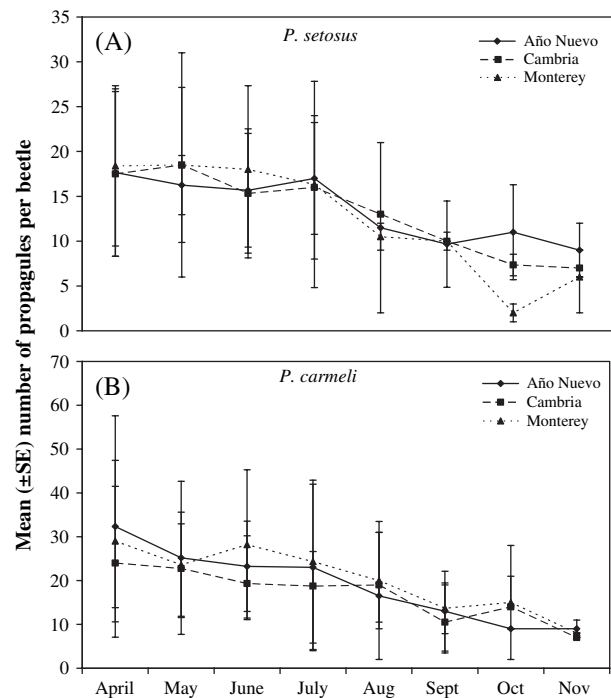 Mean (±SE) number of propagules per beetle
35
30
25
20
15
10
5
0
(A)
P. setosus
Año Nuevo
Cambria
Monterey
70
60
50
40
30
20
10
0
(B)
P. carmeli
Año Nuevo
Cambria
Monterey
April May June July Aug Sept Oct Nov